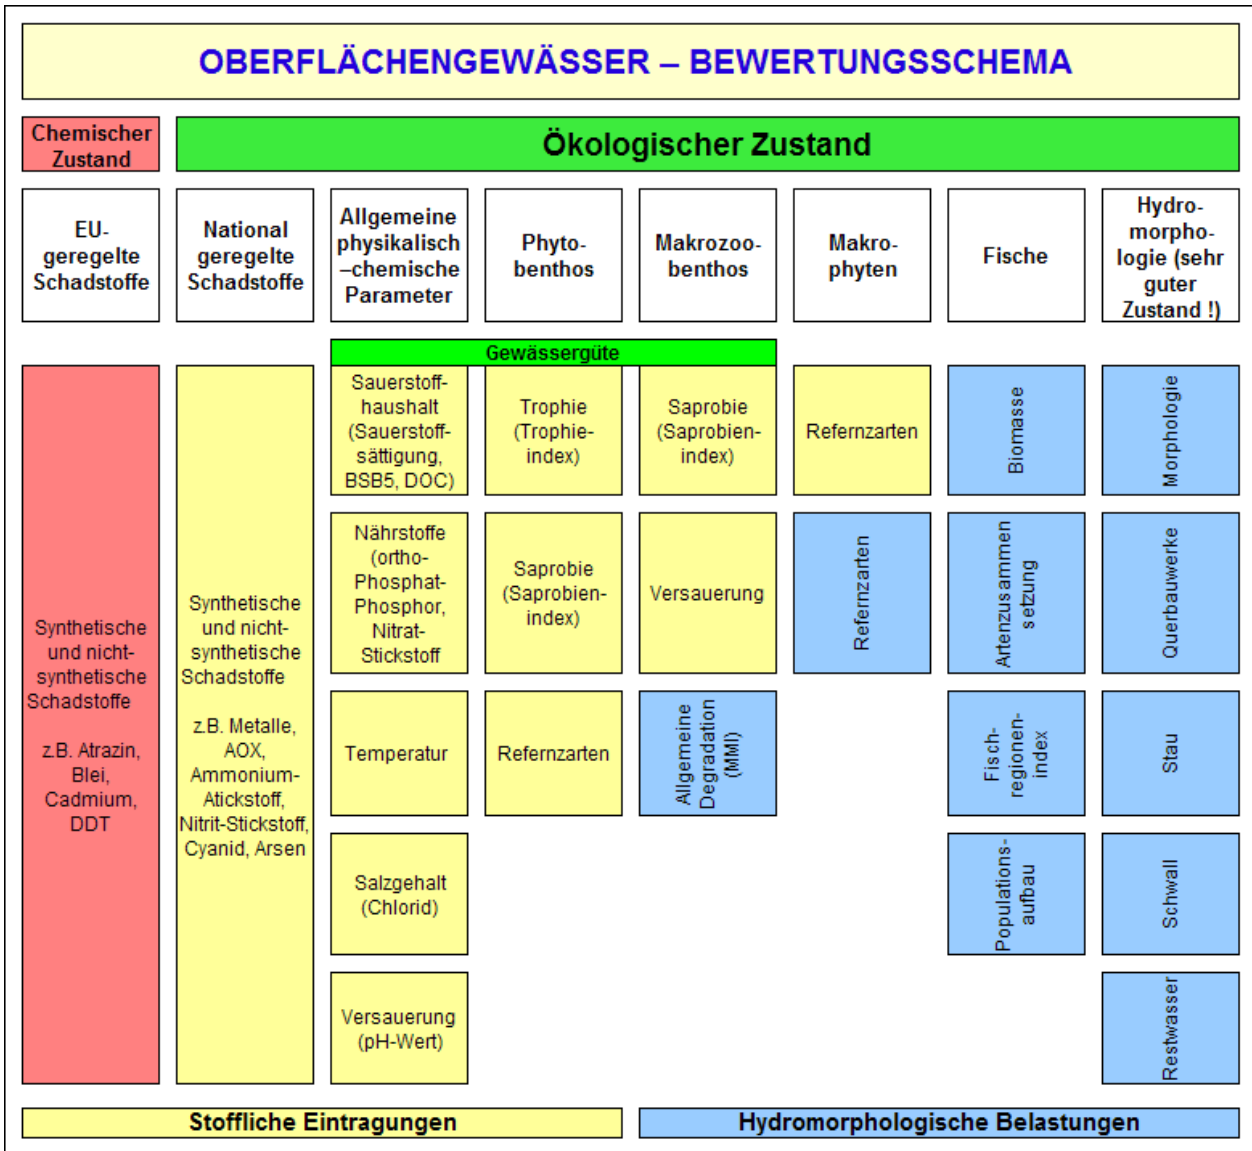 OBERFLÄCHENGEWÄSSER – BEWERTUNGSSCHEMA
Chemischer
Zustand
Ökologischer Zustand
EU-
geregelte
Schadstoffe
National
geregelte
Schadstoffe
Allgemeine
physikalisch
–chemische
Parameter
Phyto-
benthos
Makrozoo-
benthos
Makro-
phyten
Fische
Hydro-
morpho-
logie (sehr
guter
Zustand !)
Gewässergüte
Synthetische
und nicht-
synthetische
Schadstoffe
z.B. Atrazin,
Blei,
Cadmium,
DDT
Synthetische
und nicht-
synthetische
Schadstoffe
z.B. Metalle,
AOX,
Ammonium-
Atickstoff,
Nitrit-Stickstoff,
Cyanid, Arsen
Sauerstoff-
haushalt
(Sauerstoff-
sättigung,
BSB5, DOC)
Nährstoffe
(ortho-
Phosphat-
Phosphor,
Nitrat-
Stickstoff
Temperatur
Salzgehalt
(Chlorid)
Versauerung
(pH-Wert)
Trophie
(Trophie-
index)
Saprobie
(Saprobien-
index)
Refernzarten
Saprobie
(Saprobien-
index)
Versauerung
Allgemeine
Degradation
(MMI)
Refernzarten
Refernzarten
Biomasse
Artenzusammen
setzung
Fisch-
regionen-
index
Populations-
aufbau
Morphologie
Querbauwerke
Stau
Schwall
Restwasser
Stoffliche Eintragungen
Hydromorphologische Belastungen